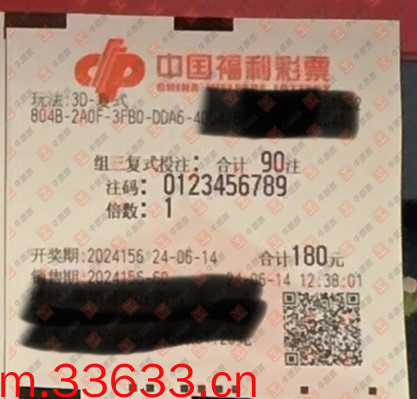 中国福利彩票
CHINA WELFARE LOTTERY
玩法:3D-复式
804B-2A0F-3FB0-DDA6-40
组三复式投注: 合计 90注
注码: 0123456789
倍数: 1
开奖期:2024156 24-06-14 合计180元
销售期:2024156-60 24-06-14 12:38:01
m.33633.cn